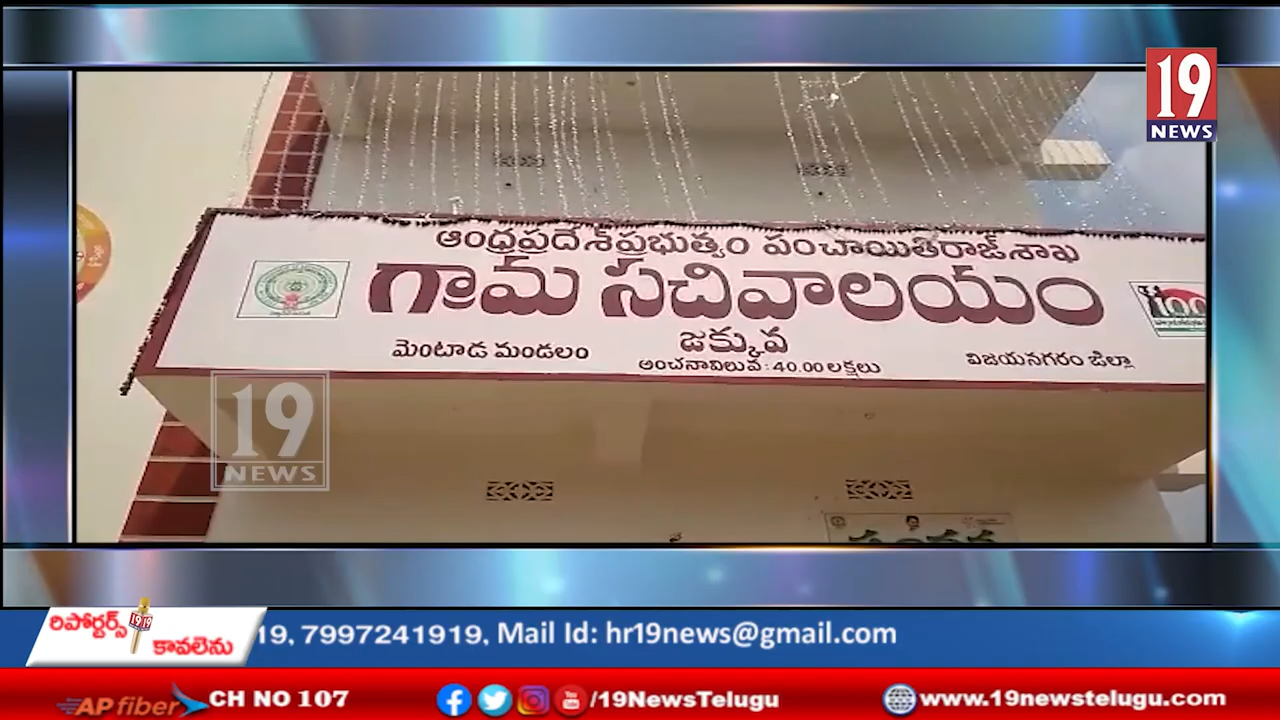 19
NEWS
ఆంధ్రప్రదేశ్‌ప్రభుత్వం పంచాయితీరాజ్‌శాఖ
గ్రామ సచివాలయం
జక్కువ
మెంటాడ మండలం
అంచనావిలువ : 40.00 లక్షలు
విజయనగరం జిల్లా
19
NEWS
రిపోర్టర్స్
కావలెను
19, 7997241919, Mail Id: hr19news@gmail.com
AP fiber CH NO 107
/19NewsTelugu
www.19newstelugu.com